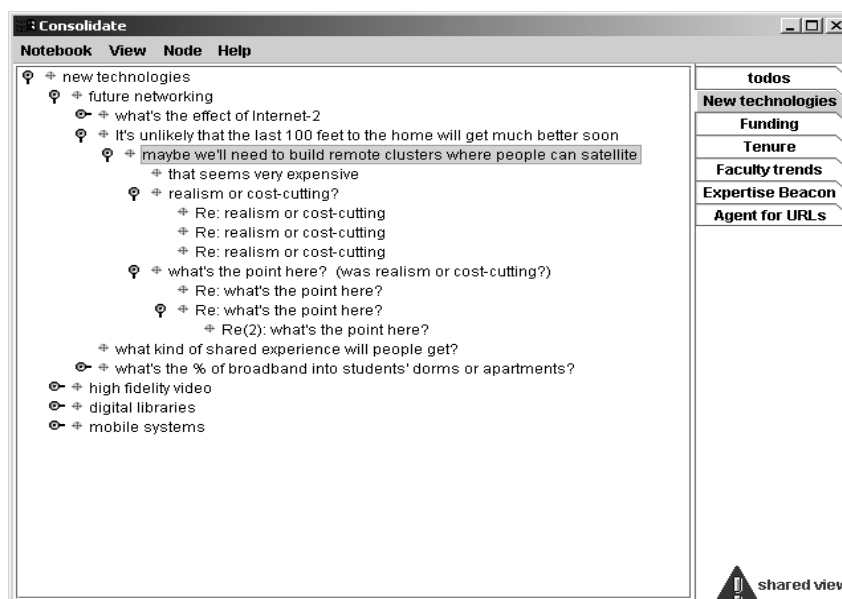 Consolidate
Notebook View Node Help
new technologies
future networking
what's the effect of Internet-2
It's unlikely that the last 100 feet to the home will get much better soon
maybe we'll need to build remote clusters where people can satellite
that seems very expensive
realism or cost-cutting?
Re: realism or cost-cutting
Re: realism or cost-cutting
Re: realism or cost-cutting
what's the point here? (was realism or cost-cutting?)
Re: what's the point here?
Re: what's the point here?
Re(2): what's the point here?
what kind of shared experience will people get?
what's the % of broadband into students' dorms or apartments?
high fidelity video
digital libraries
mobile systems
todos
New technologies
Funding
Tenure
Faculty trends
Expertise Beacon
Agent for URLs
shared view